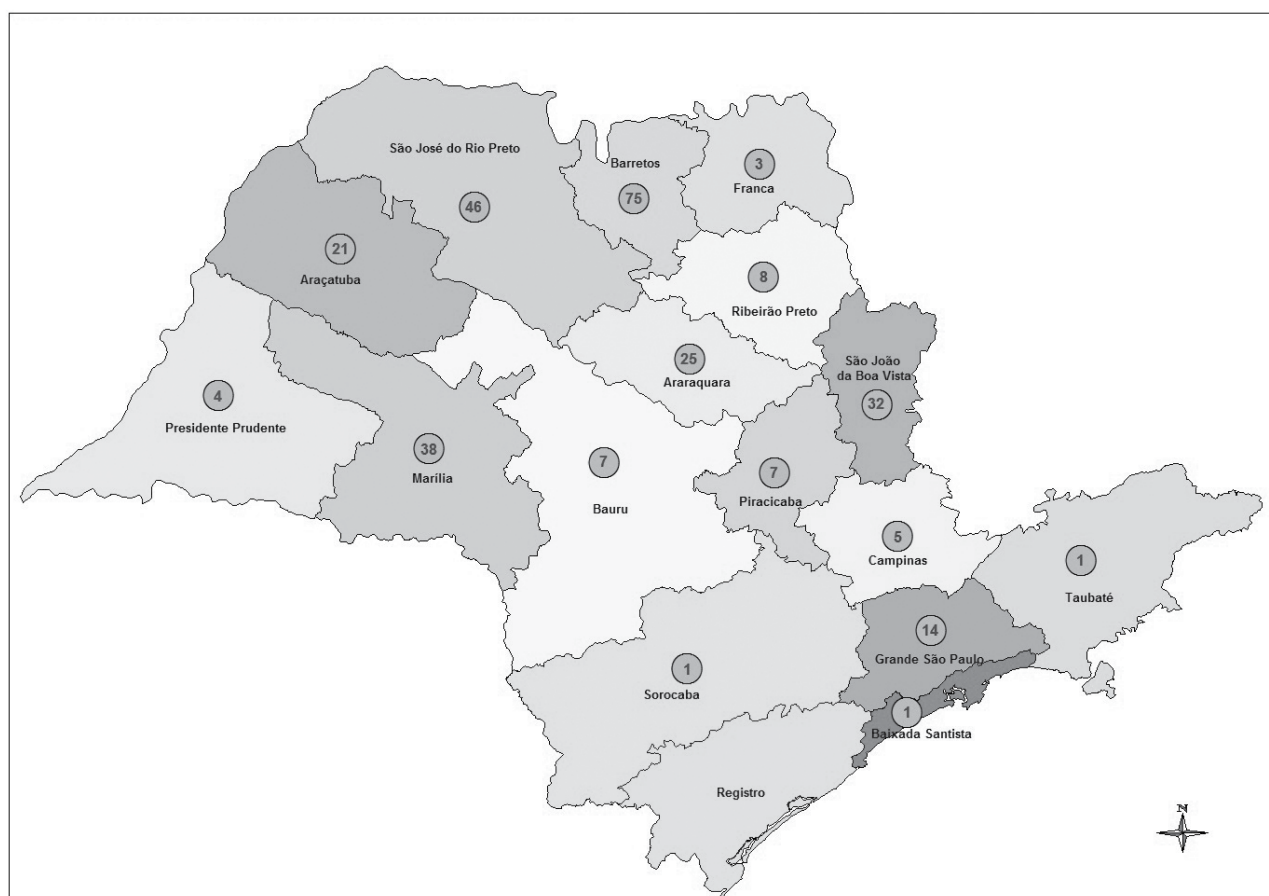 São José do Rio Preto
46
Barretos
75
3
Franca
21
Araçatuba
8
Ribeirão Preto
25
Araraquara
São João
da Boa Vista
32
4
Presidente Prudente
38
Marília
7
Bauru
7
Piracicaba
5
Campinas
1
Taubaté
14
Grande São Paulo
1
Sorocaba
1
Baixada Santista
Registro
N